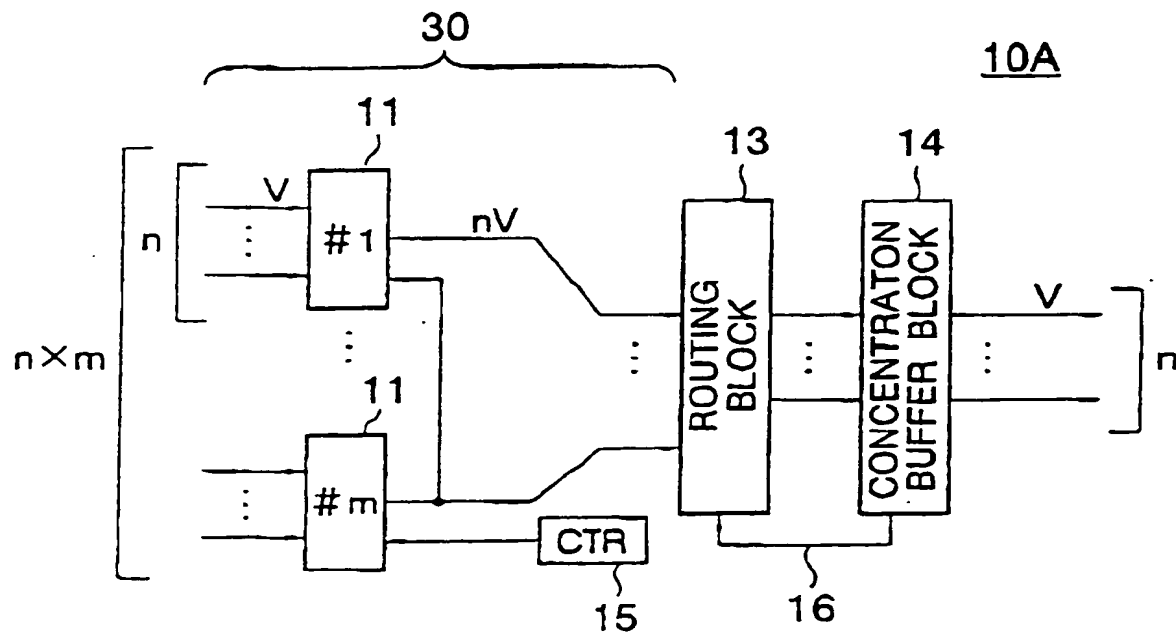 30
10A
11
13
14
V
n
#1
nV
n×m
11
#m
CTR
15
ROUTING
BLOCK
CONCENTRATON
BUFFER BLOCK
V
n
16